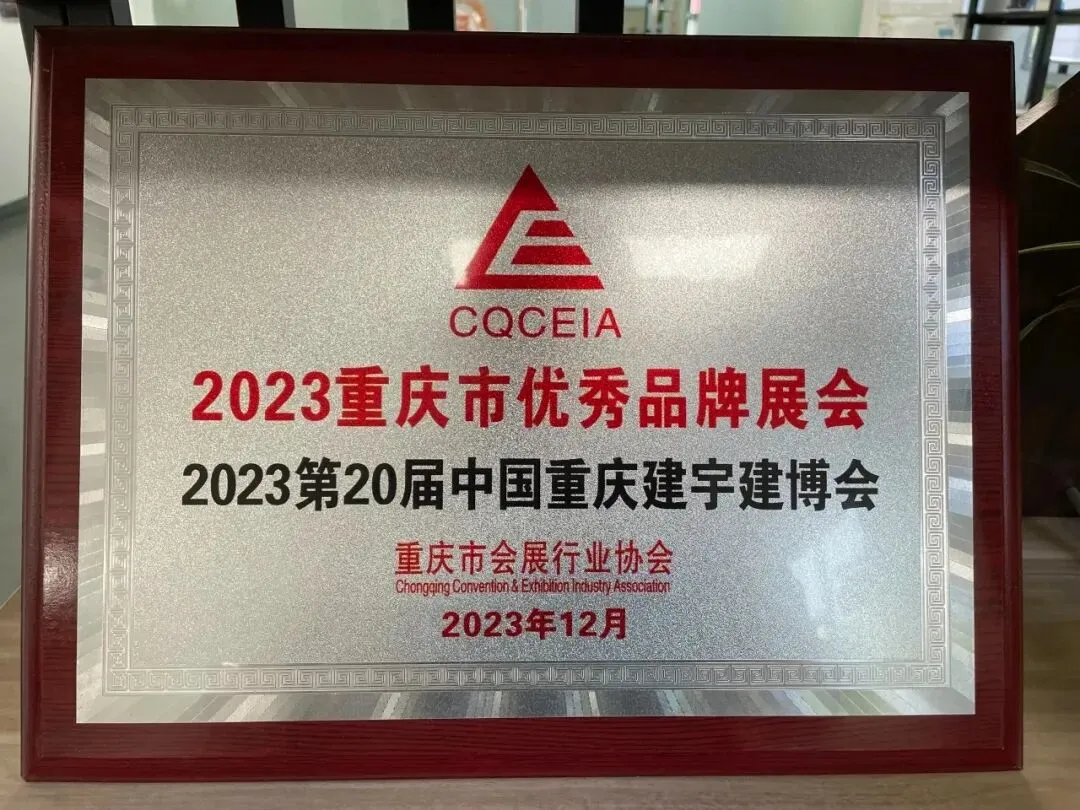 CQCEIA
2023重庆市优秀品牌展会
2023第20届中国重庆建宇建博会
重庆市会展行业协会
Chongqing Convention & Exhibition Industry Association
2023年12月